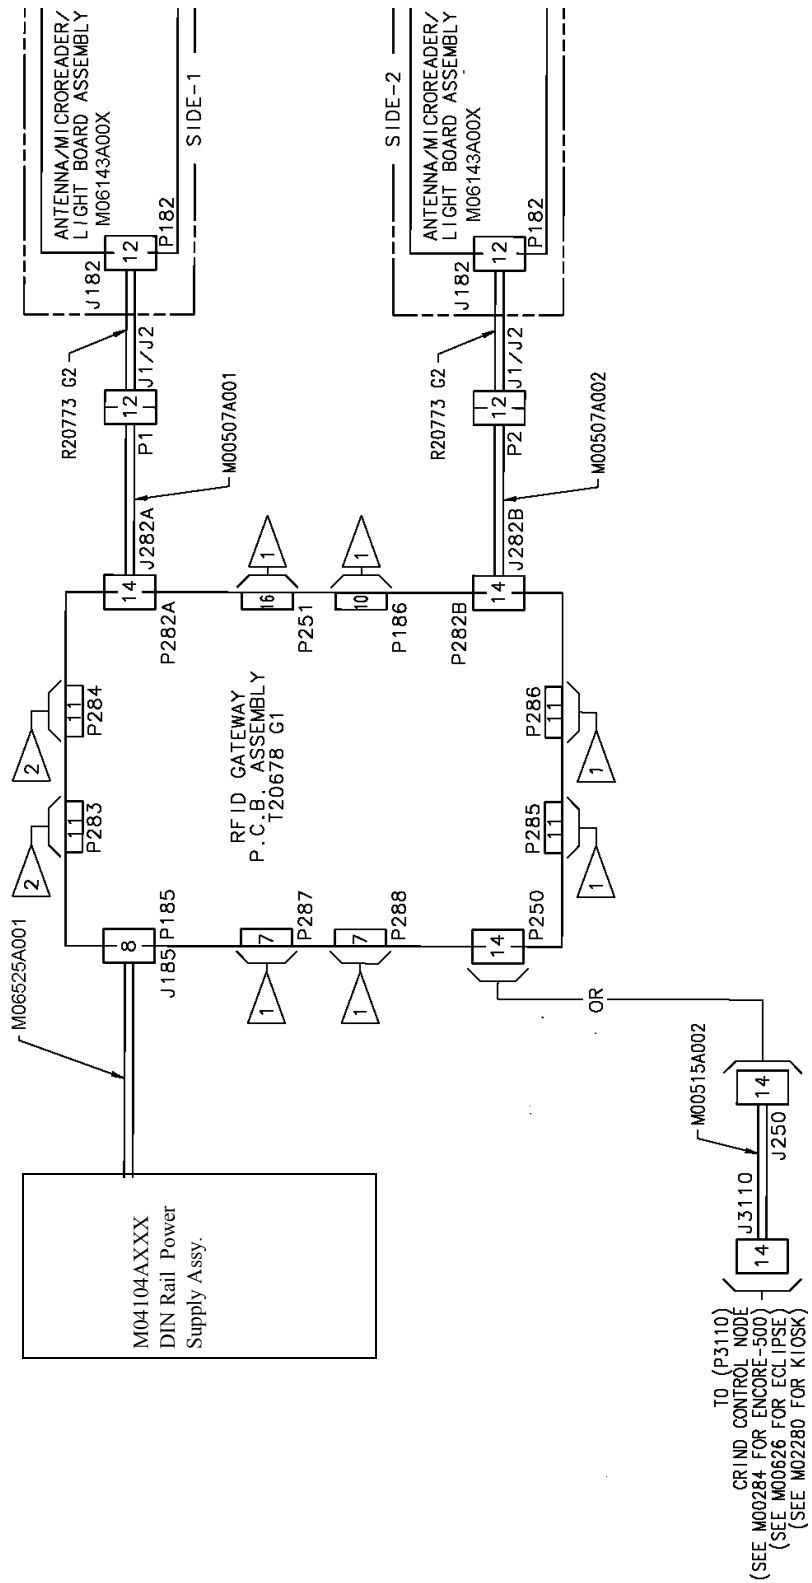 M04104AXXX
DIN Rail Power
Supply Assy.
M06525A001
8
J185
P185
2
11
P283
2
11
P284
14
P282A
J282A
M00507A001
12
P1
J1/J2
R20773 G2
J182
12
P182
ANTENNA/MICROREADER/
LIGHT BOARD ASSEMBLY
M06143A00X
SIDE-1
1
7
P287
1
7
P288
RFID GATEWAY
P.C.B. ASSEMBLY
T20678 G1
16
P251
1
10
P186
1
14
P250
11
P285
1
11
P286
1
14
P282B
J282B
M00507A002
12
P2
J1/J2
R20773 G2
J182
12
P182
ANTENNA/MICROREADER/
LIGHT BOARD ASSEMBLY
M06143A00X
SIDE-2
OR
M00515A002
14
J3110
14
J250
TO (P3110)
CRIND CONTROL NODE
(SEE M00284 FOR ENCORE-500)
(SEE M00626 FOR ECLIPSE)
(SEE M02280 FOR KIOSK)